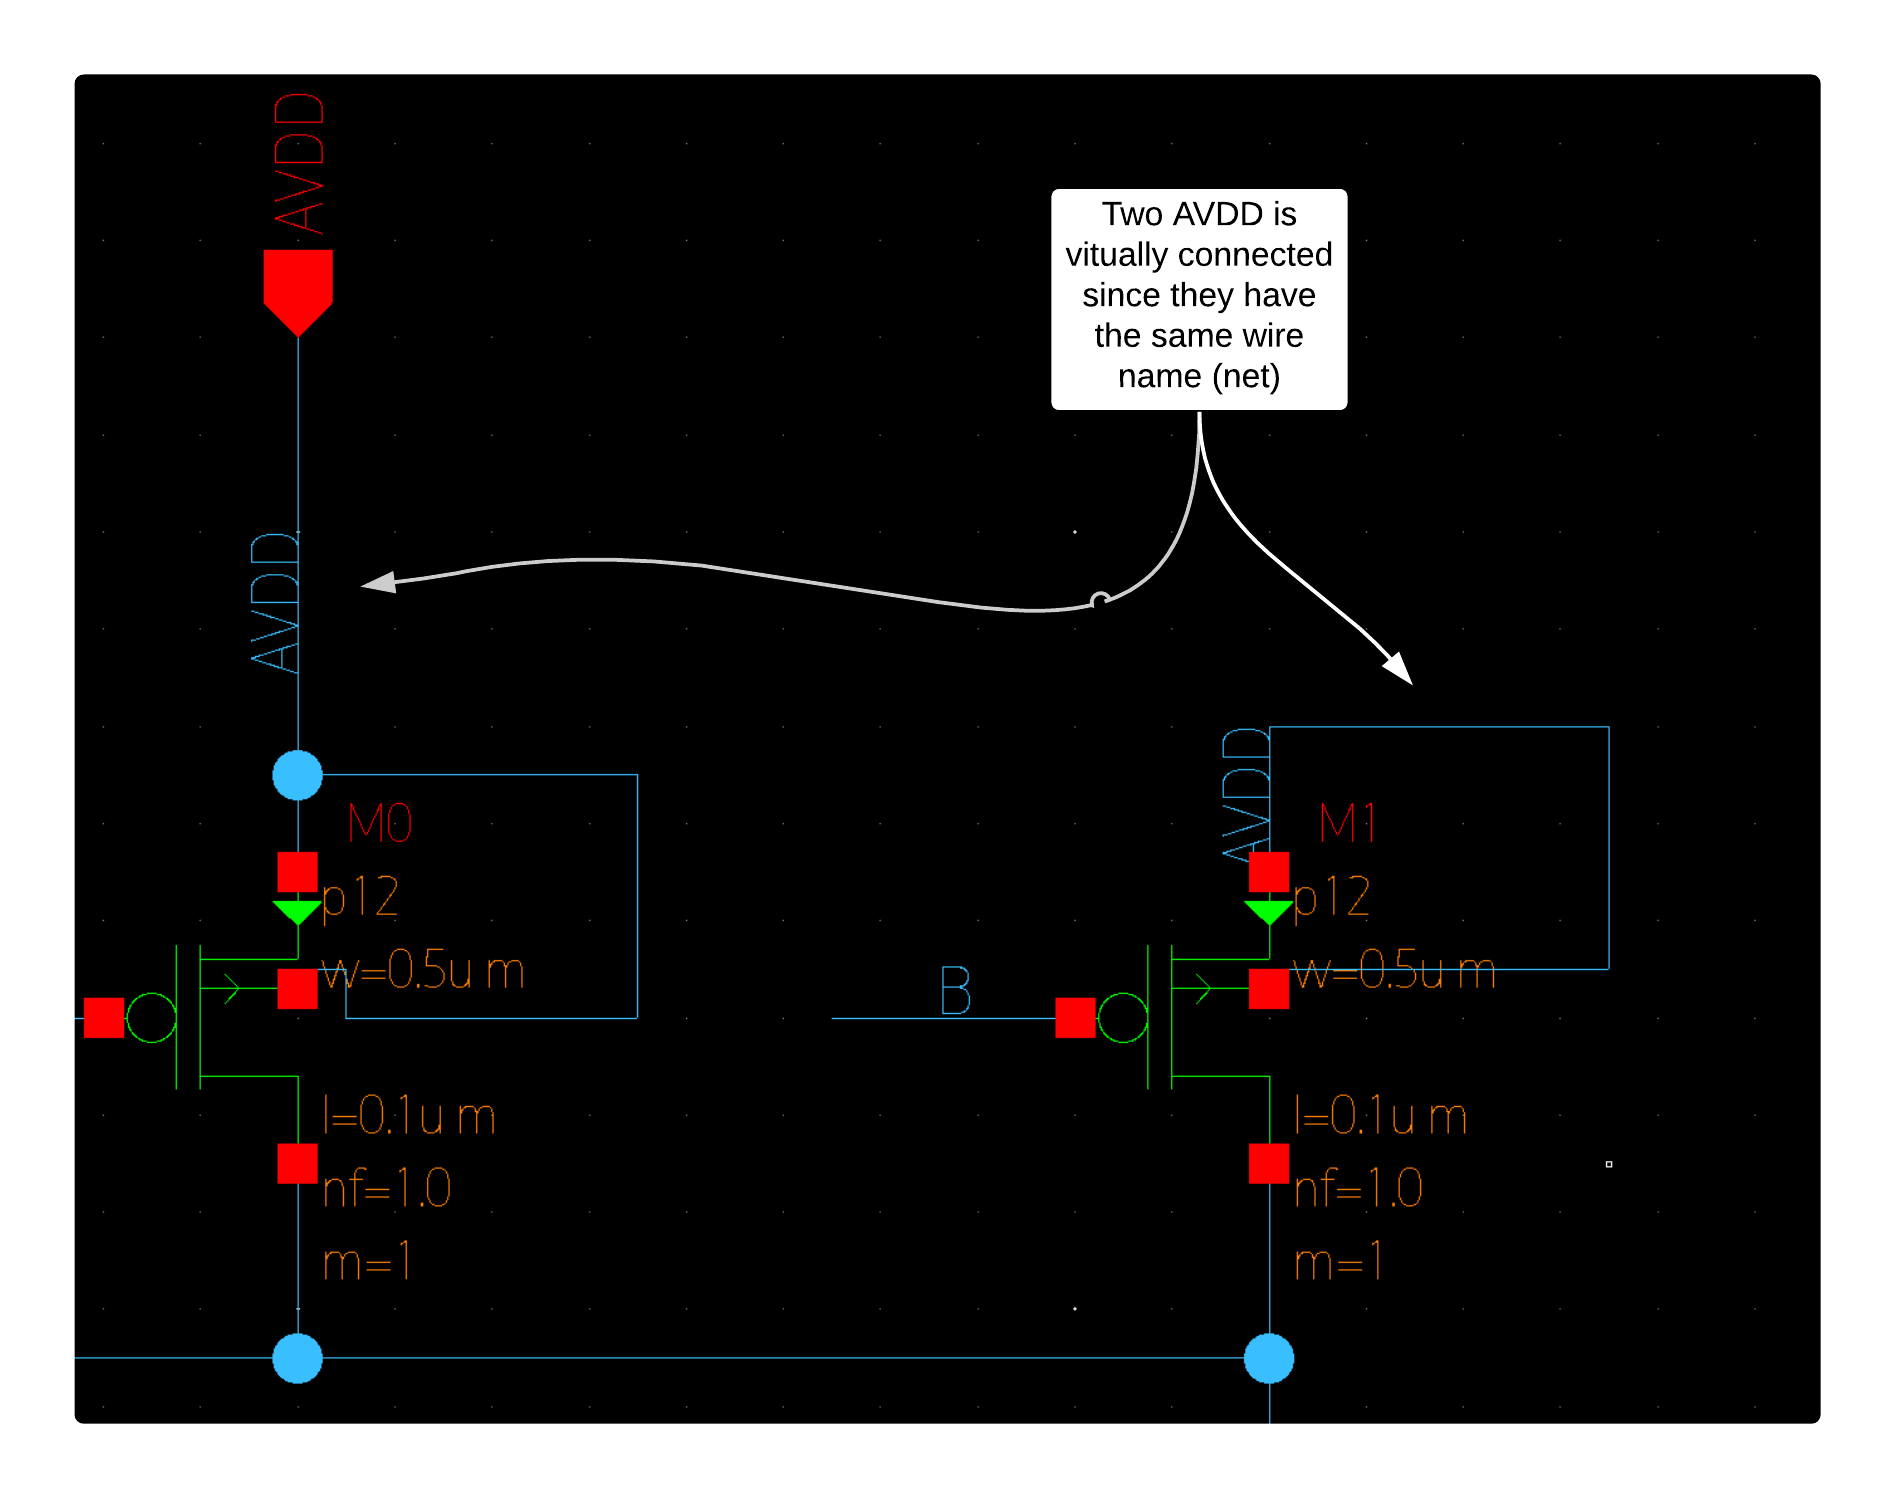 AVDD
Two AVDD is
vitually connected
since they have
the same wire
name (net)
AVDD
AVDD
M0
p12
w=0.5u m
l=0.1u m
nf=1.0
m=1
B
M1
p12
w=0.5u m
l=0.1u m
nf=1.0
m=1